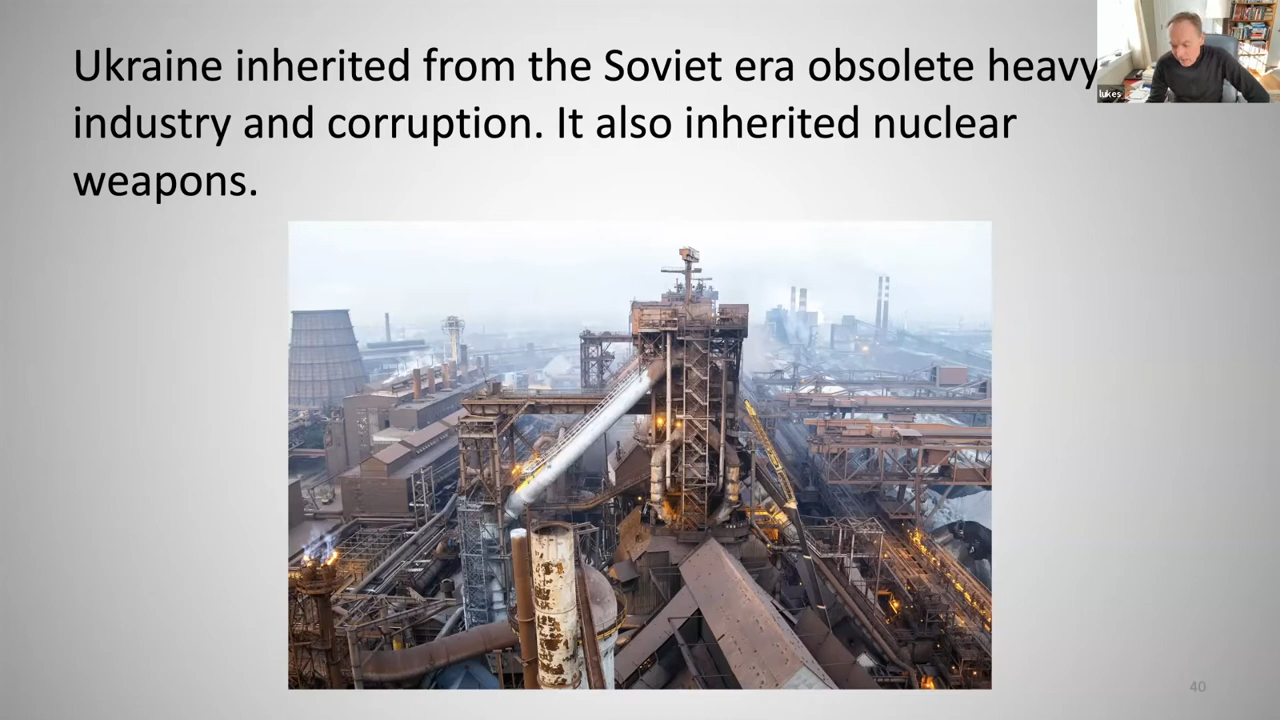 Ukraine inherited from the Soviet era obsolete heavy
industry and corruption. It also inherited nuclear
weapons.
lukes
40